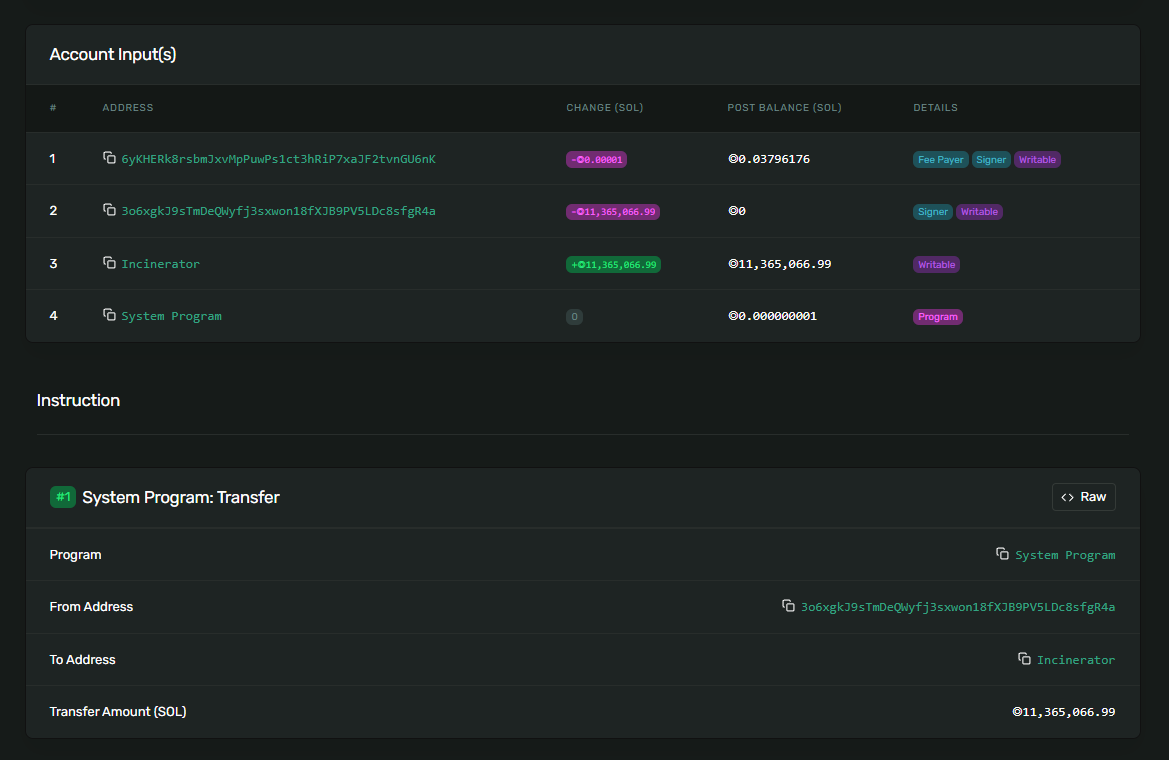 Account Input(s)
# ADDRESS CHANGE (SOL) POST BALANCE (SOL) DETAILS
1 6yKHERk8rsbmJxvMpPuwPs1ct3hRiP7xaJF2tvnGU6nK -◎0.00001 ◎0.03796176 Fee Payer Signer Writable
2 3o6xgkJ9sTmDeQWyfj3sxwon18fXJB9PV5LDc8sfgR4a -◎11,365,066.99 ◎0 Signer Writable
3 Incinerator +◎11,365,066.99 ◎11,365,066.99 Writable
4 System Program 0 ◎0.000000001 Program
Instruction
#1 System Program: Transfer <> Raw
Program System Program
From Address 3o6xgkJ9sTmDeQWyfj3sxwon18fXJB9PV5LDc8sfgR4a
To Address Incinerator
Transfer Amount (SOL) ◎11,365,066.99